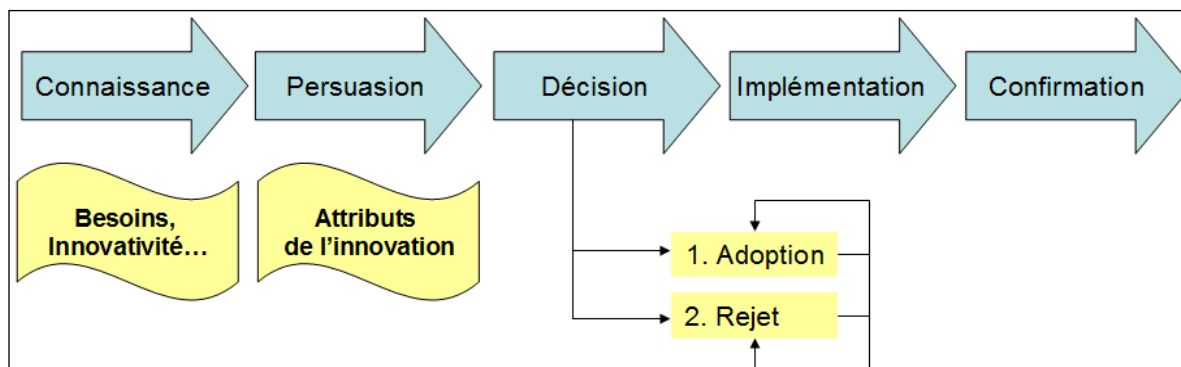 Connaissance
Persuasion
Décision
Implémentation
Confirmation
Besoins,
Innovativité…
Attributs
de l'innovation
1. Adoption
2. Rejet